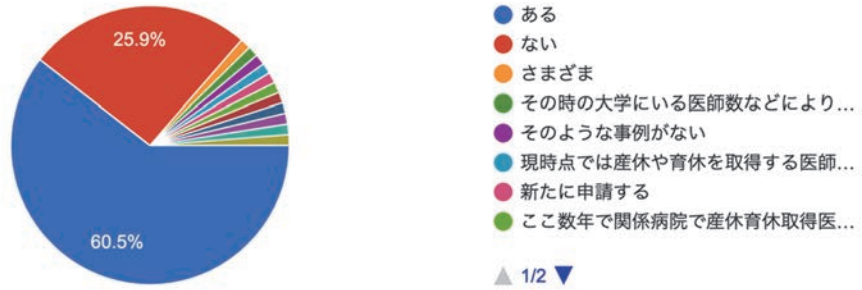 25.9%
60.5%
ある
ない
さまざま
その時の大学にいる医師数などにより...
そのような事例がない
現時点では産休や育休を取得する医師...
新たに申請する
ここ数年で関係病院で産休育休取得医...
1/2